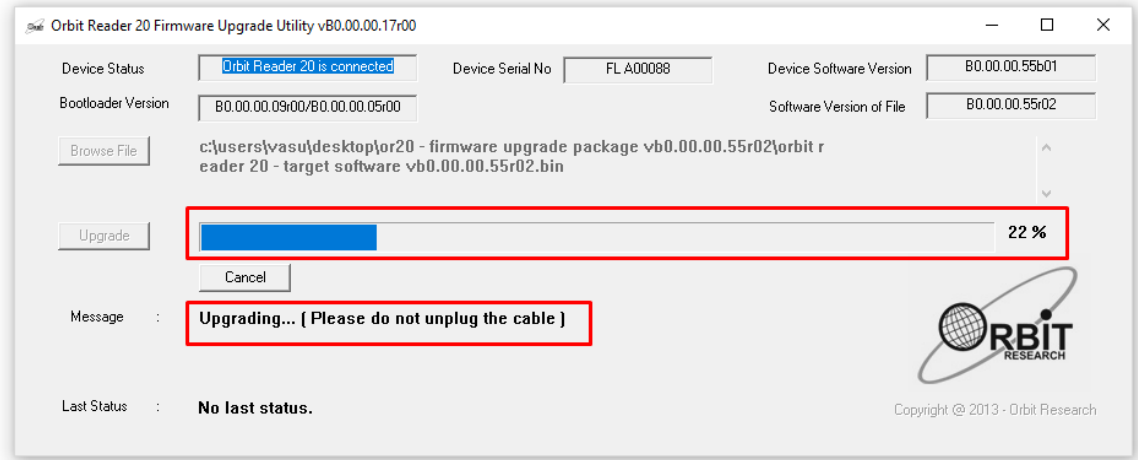 Orbit Reader 20 Firmware Upgrade Utility vB0.00.00.17r00
Device Status Orbit Reader 20 is connected Device Serial No FL A00088 Device Software Version B0.00.00.55b01
Bootloader Version B0.00.00.09r00/B0.00.00.05r00 Software Version of File B0.00.00.55r02
Browse File c:\users\vasu\desktop\or20 - firmware upgrade package vb0.00.00.55r02\orbit r
eader 20 - target software vb0.00.00.55r02.bin
Upgrade 22 %
Cancel
Message : Upgrading... ( Please do not unplug the cable )
ORBIT
RESEARCH
Last Status : No last status.
Copyright @ 2013 - Orbit Research